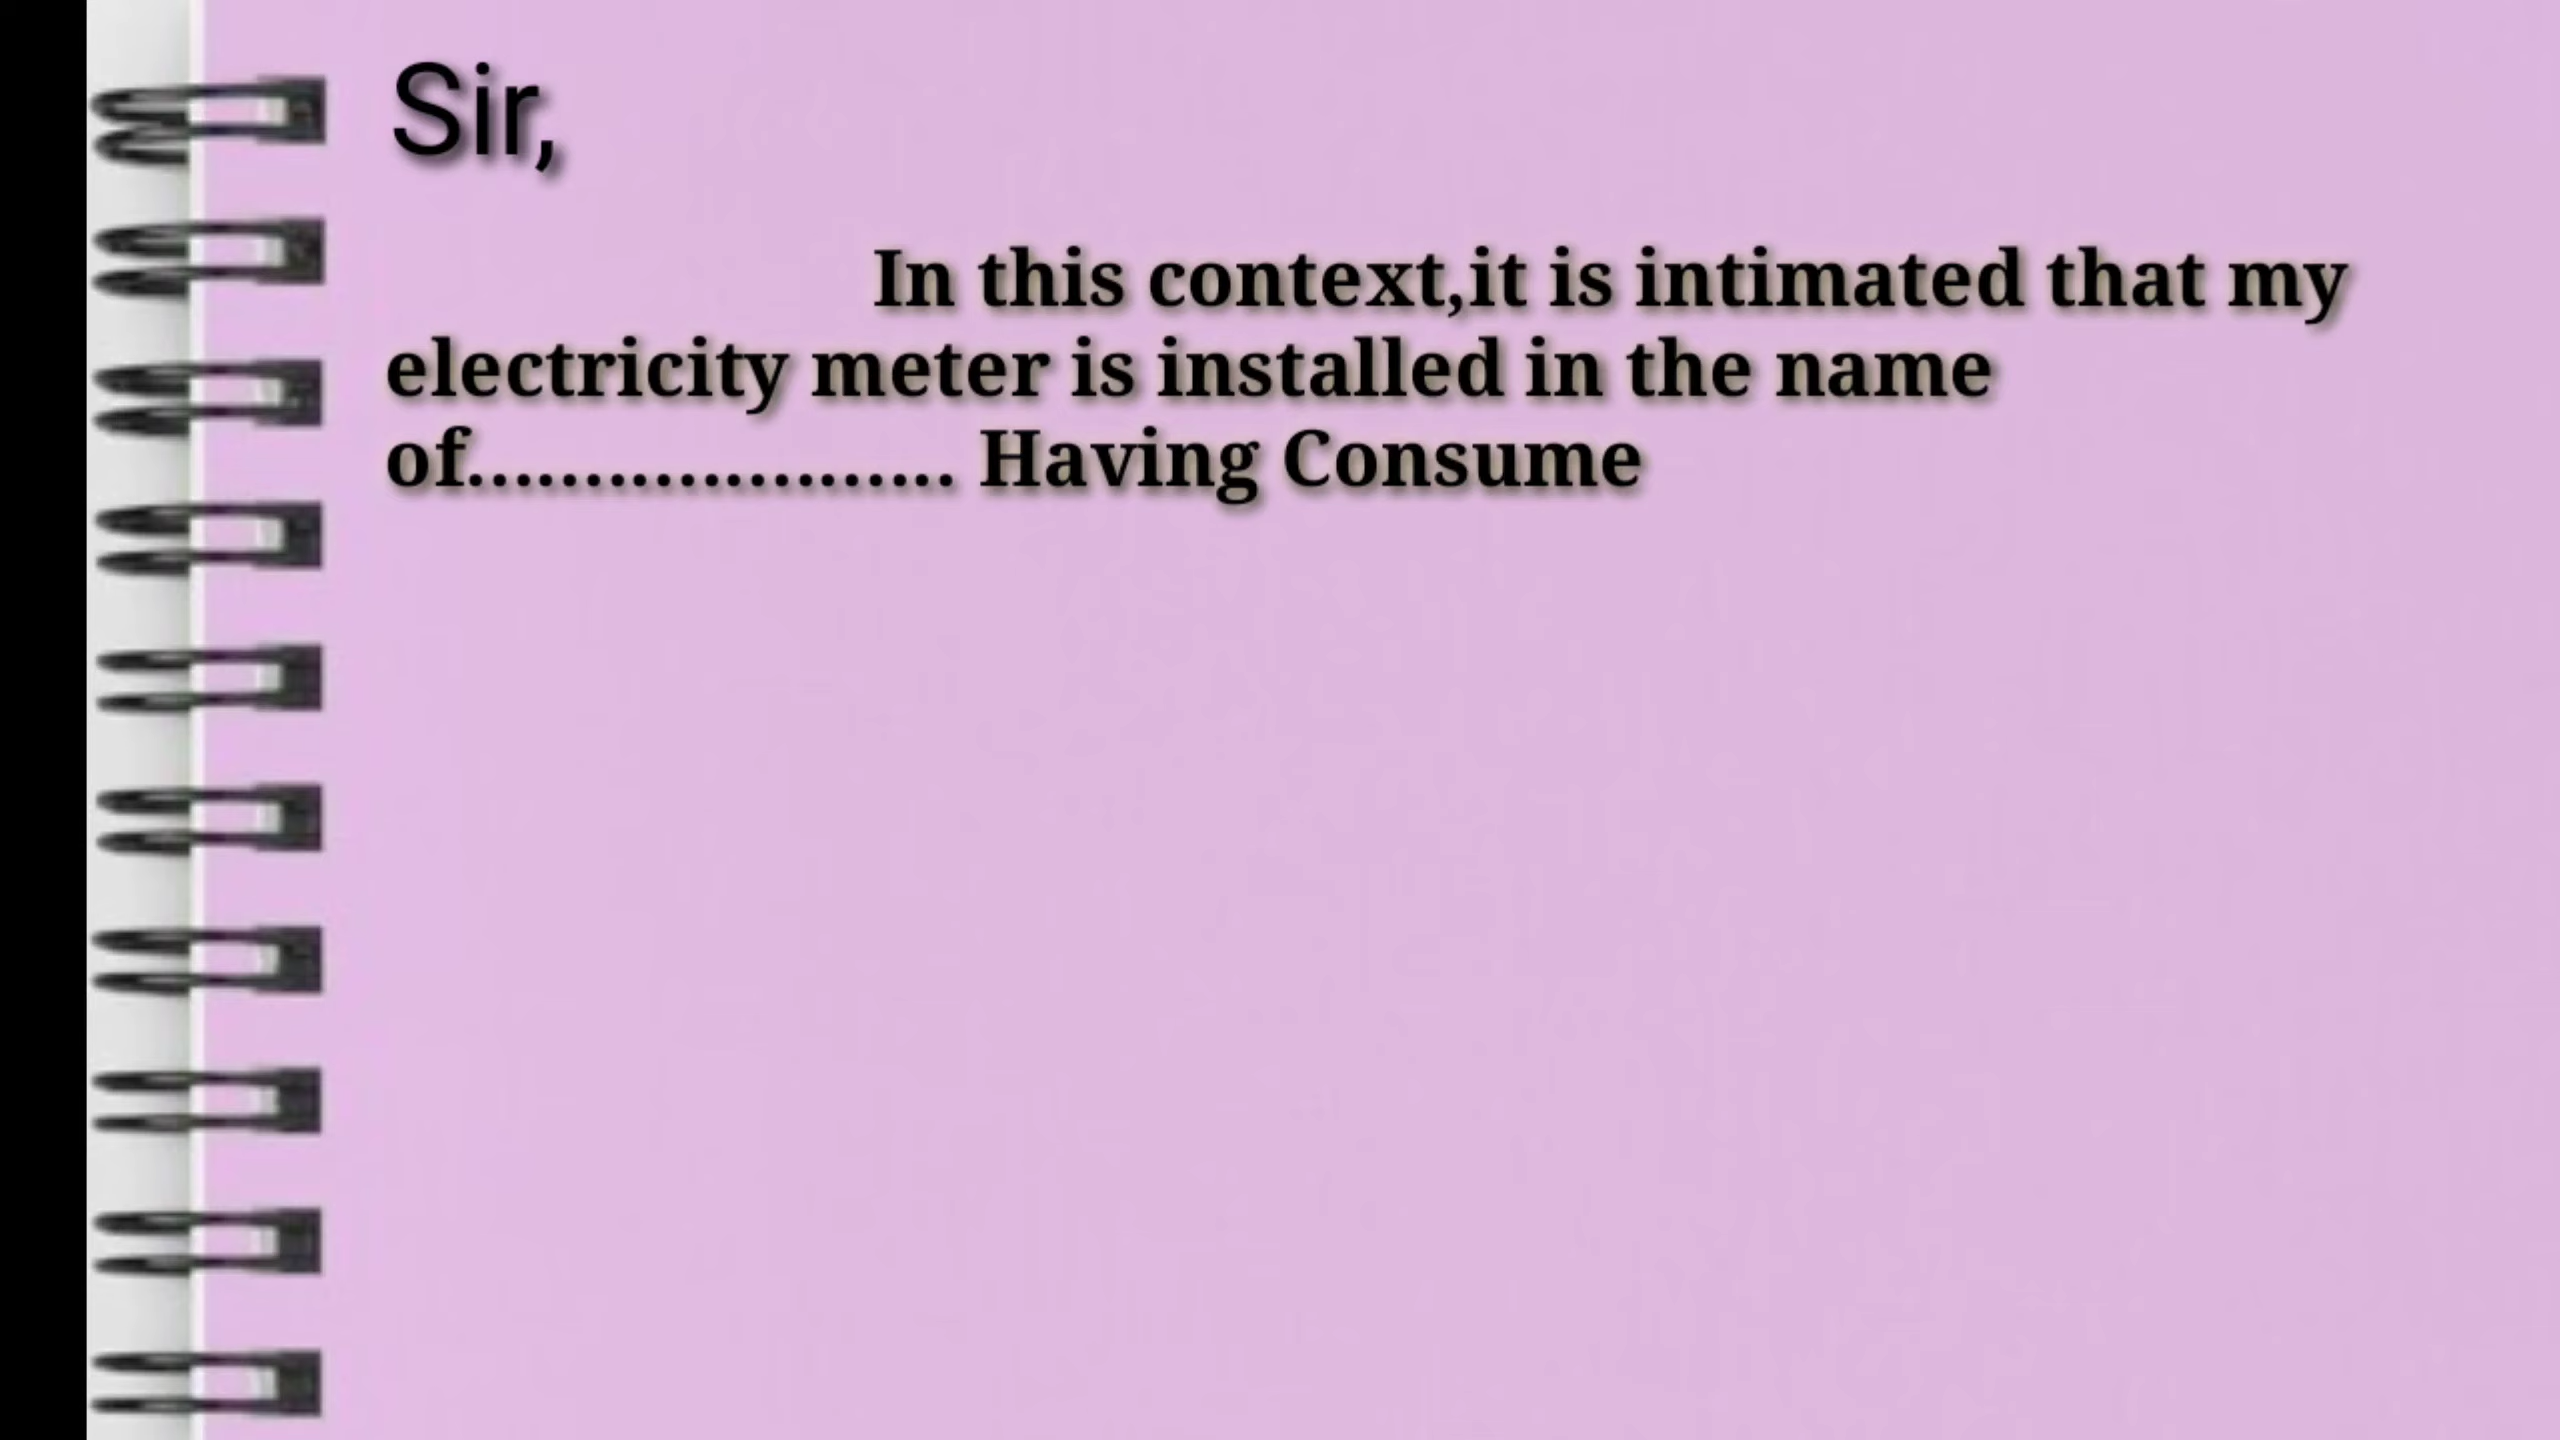 Sir,
In this context,it is intimated that my
electricity meter is installed in the name
of..................... Having Consume